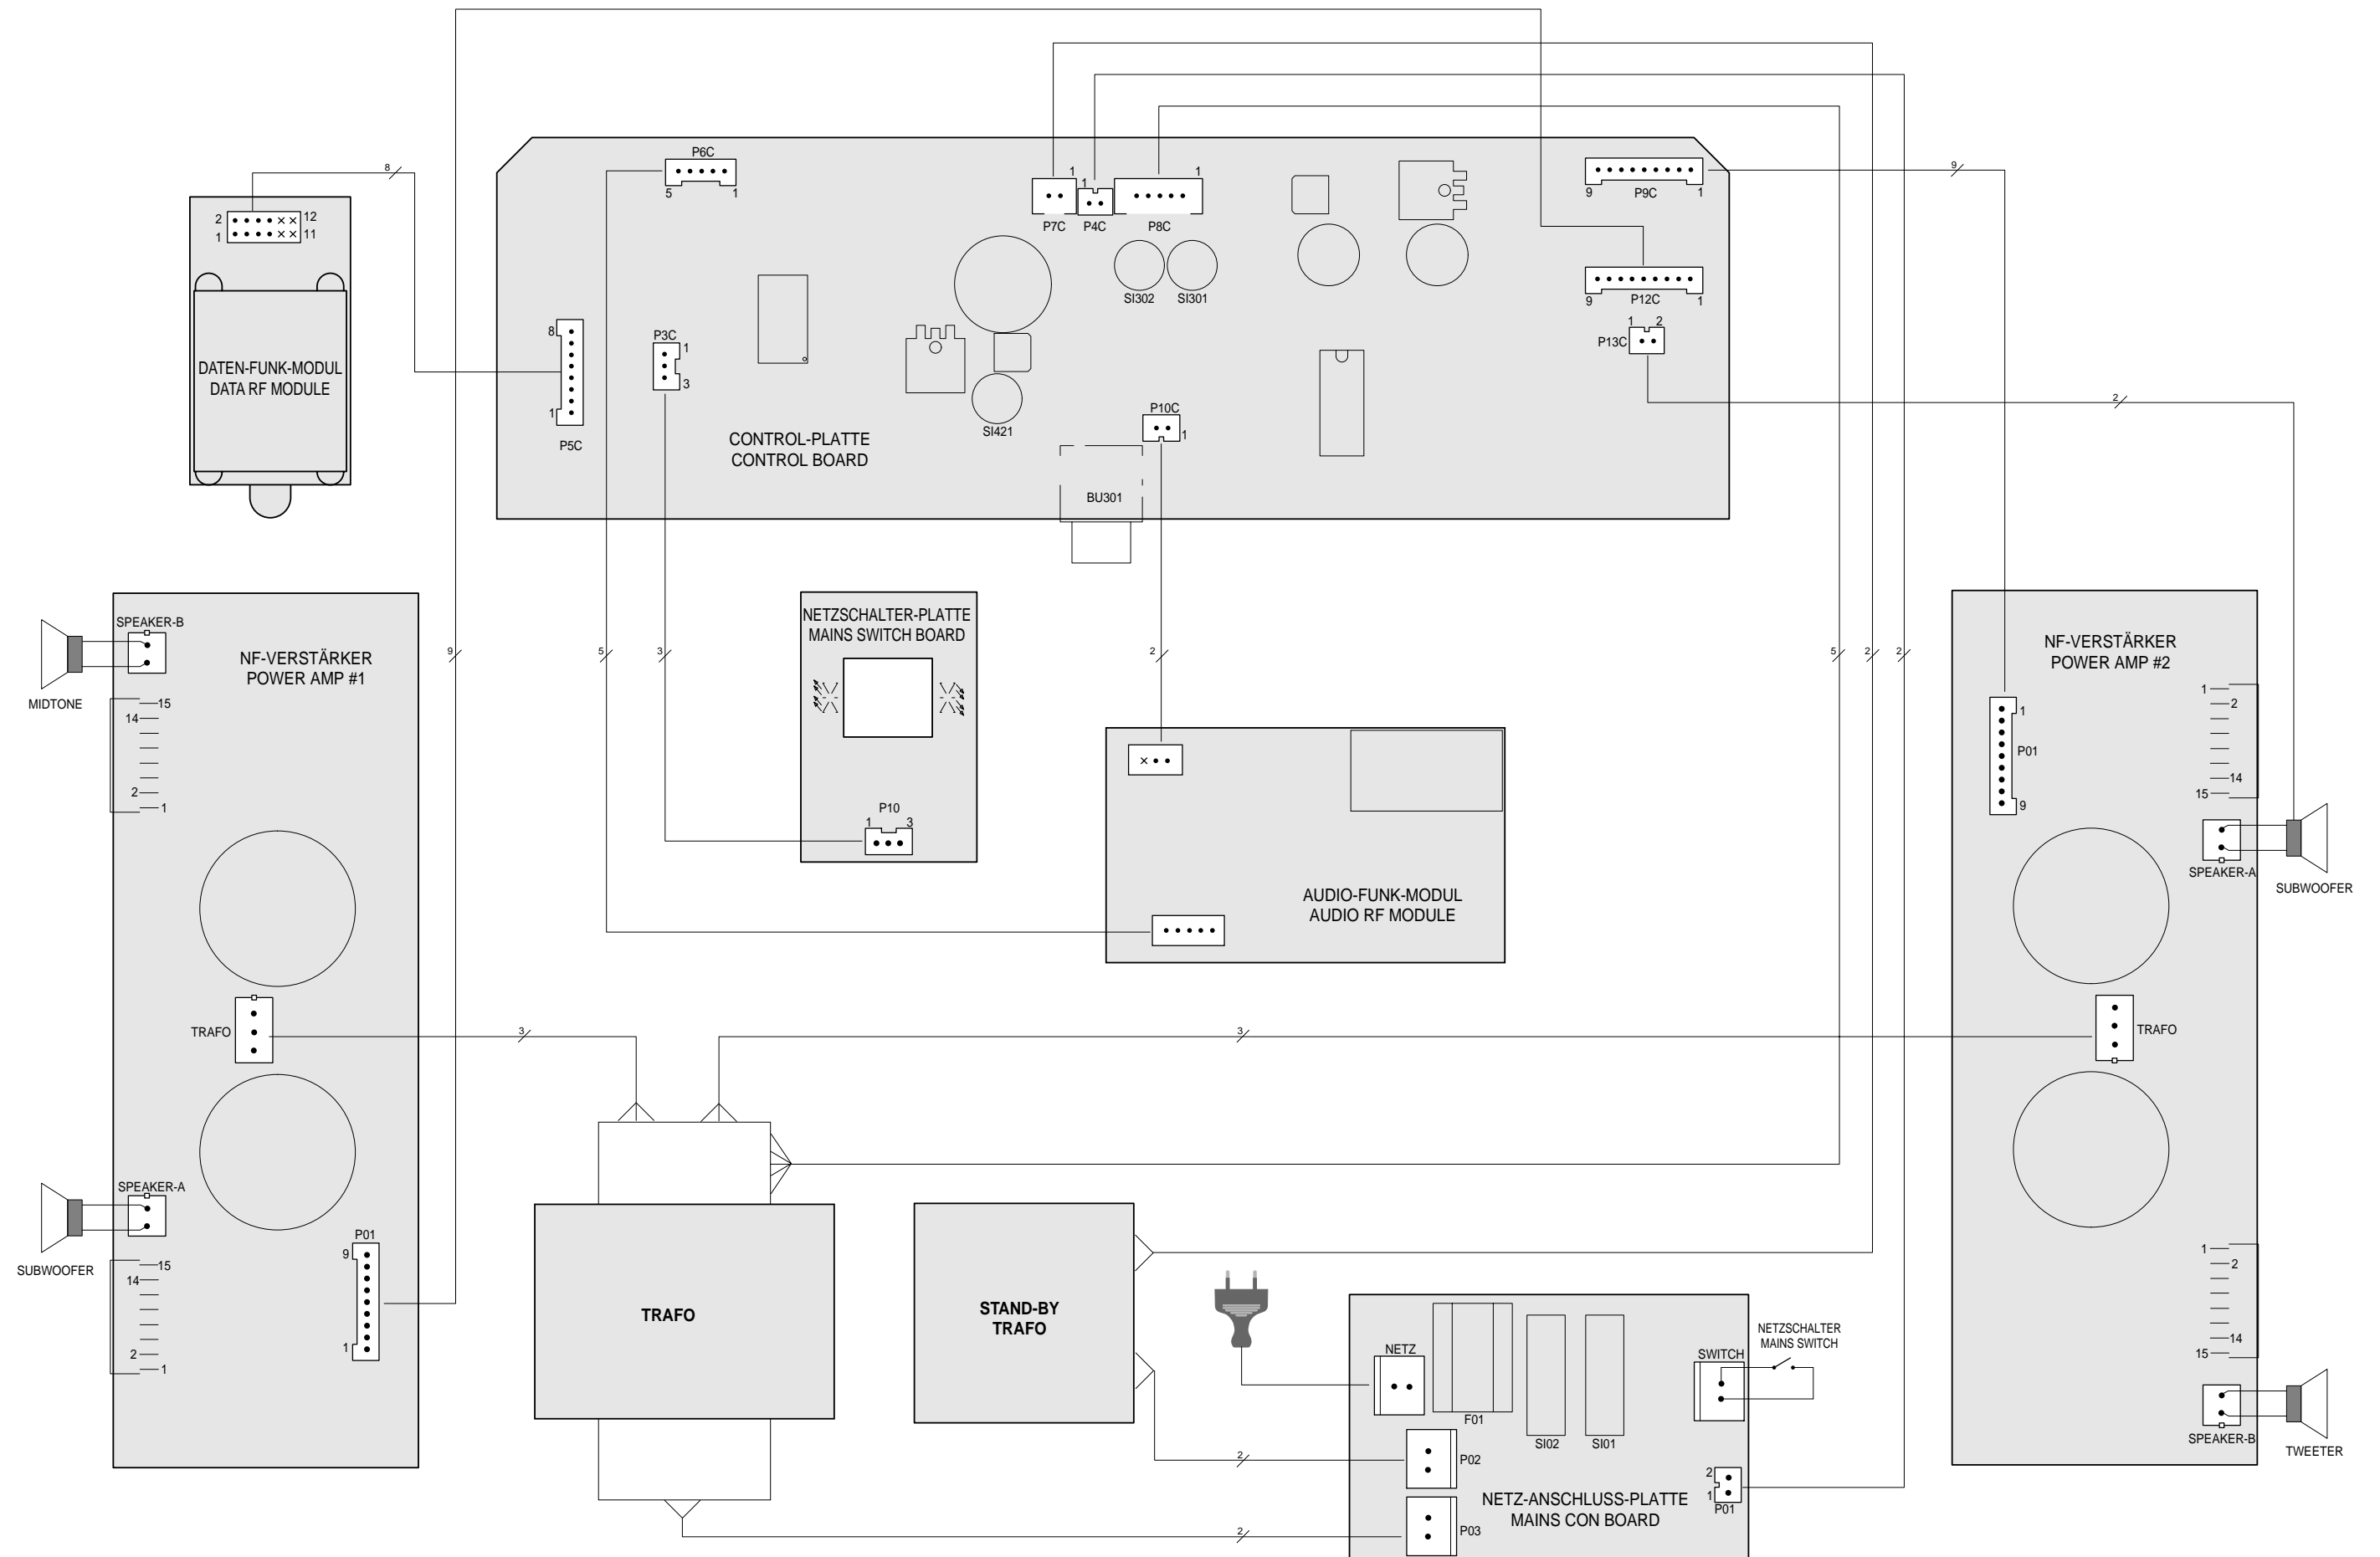 8
2
12
1
11
DATEN-FUNK-MODUL
DATA RF MODULE
P6C
5
1
1
P7C
1
P4C
1
P8C
9
1
P9C
9
9
1
P12C
1
2
P13C
2
SI302
SI301
8
1
P5C
P3C
1
3
SI421
P10C
1
BU301
CONTROL-PLATTE
CONTROL BOARD
SPEAKER-B
MIDTONE
NF-VERSTÄRKER
POWER AMP #1
15
14
2
1
TRAFO
SPEAKER-A
SUBWOOFER
15
14
2
1
P01
9
1
9
5
3
2
5
2
2
NETZSCHALTER-PLATTE
MAINS SWITCH BOARD
P10
1
3
AUDIO-FUNK-MODUL
AUDIO RF MODULE
NF-VERSTÄRKER
POWER AMP #2
1
P01
9
1
2
14
15
SPEAKER-A
SUBWOOFER
TRAFO
1
2
14
15
SPEAKER-B
TWEETER
3
3
TRAFO
STAND-BY
TRAFO
NETZ
F01
SI02
SI01
SWITCH
NETZSCHALTER
MAINS SWITCH
2
P02
2
1
P01
2
P03
NETZ-ANSCHLUSS-PLATTE
MAINS CON BOARD